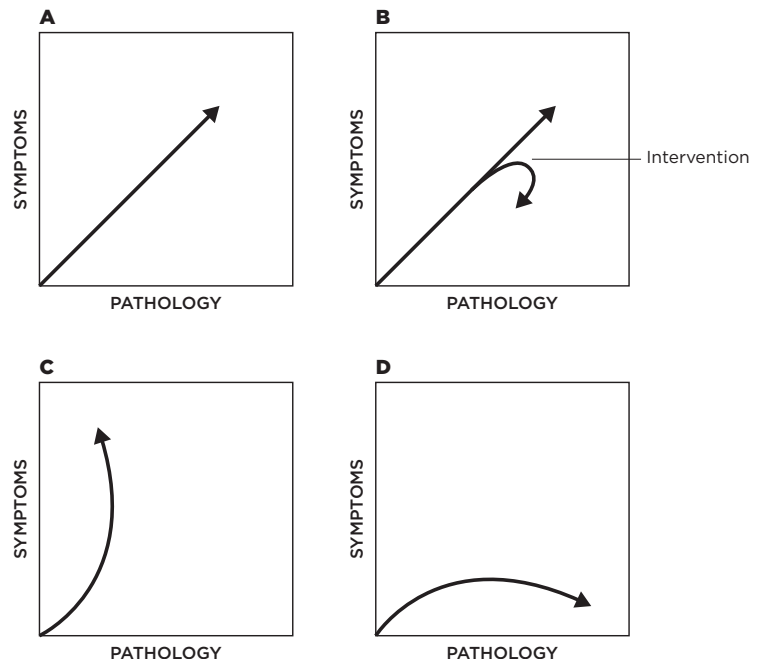 A
SYMPTOMS
PATHOLOGY
B
SYMPTOMS
Intervention
PATHOLOGY
C
SYMPTOMS
PATHOLOGY
D
SYMPTOMS
PATHOLOGY